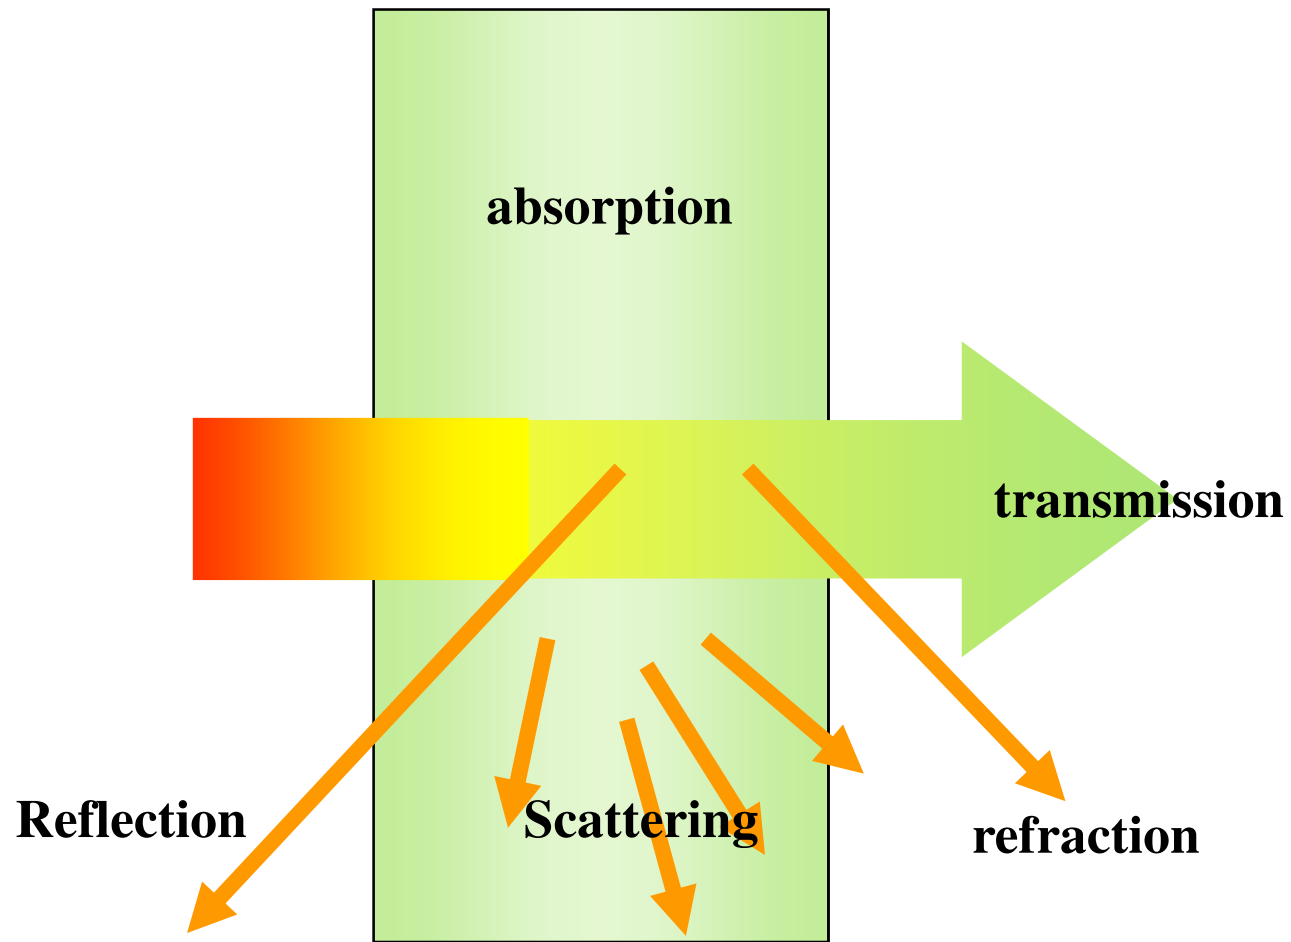 absorption
transmission
Reflection
Scattering
refraction